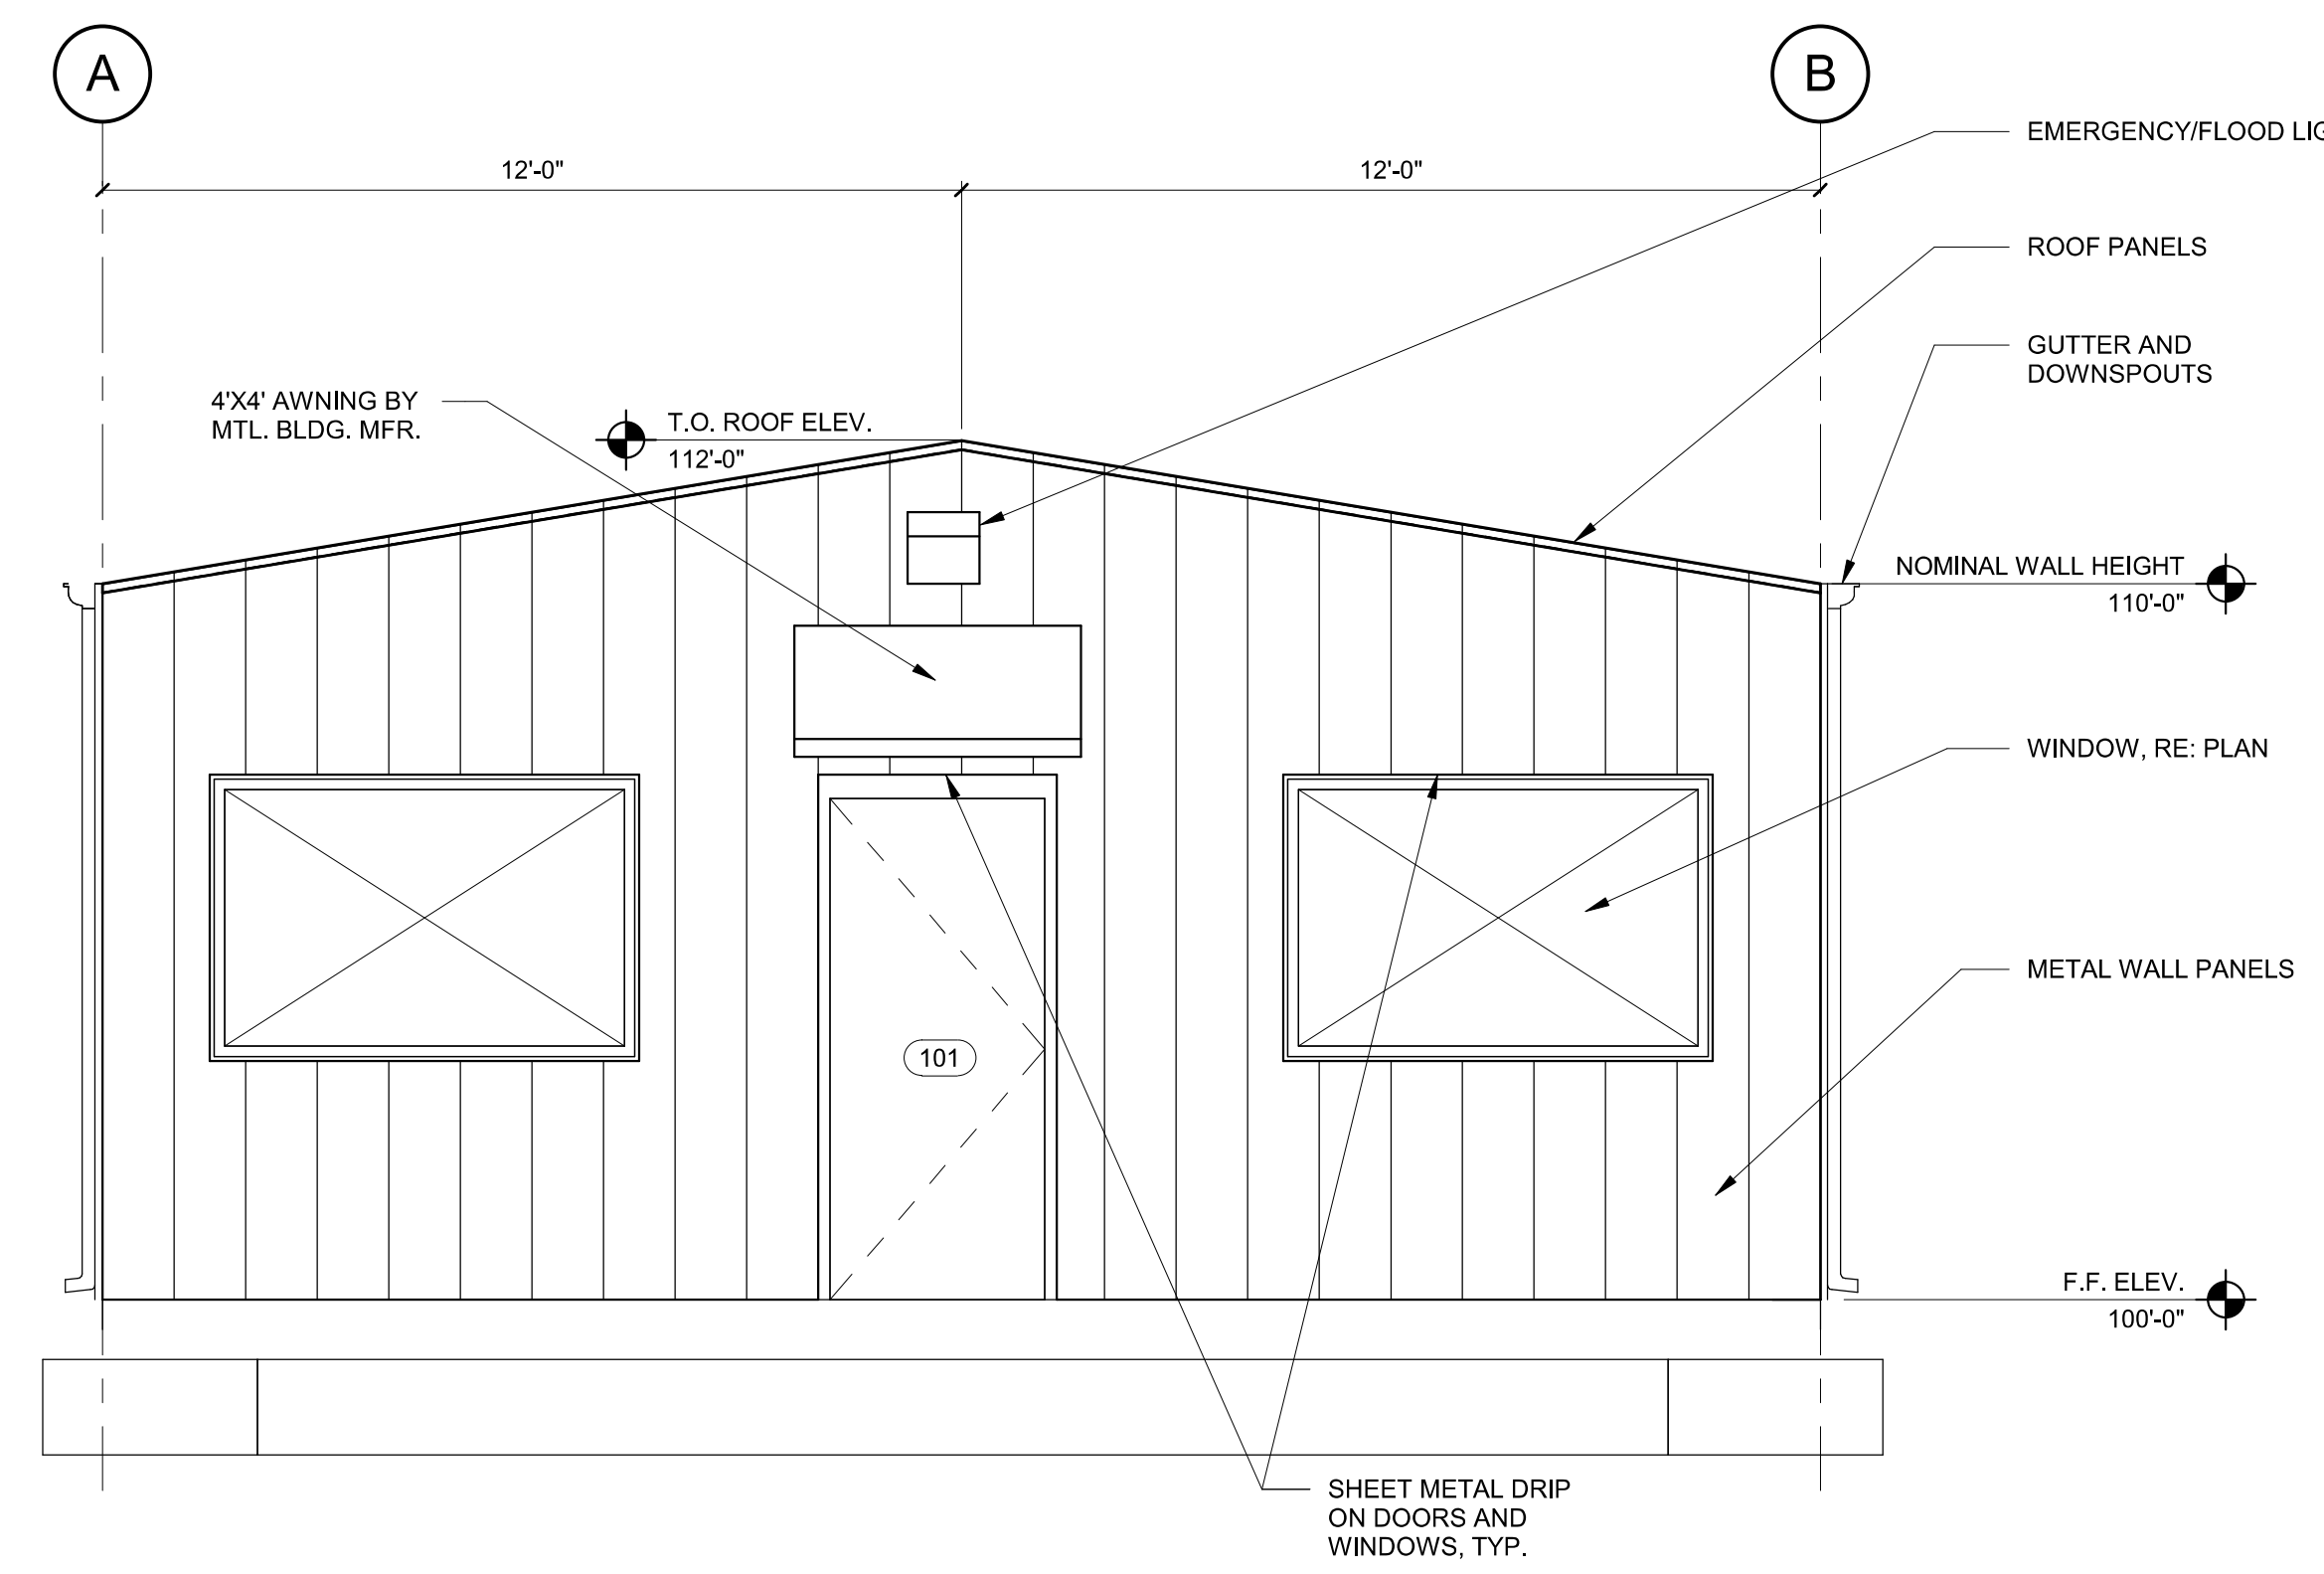 A
B
12'-0"
12'-0"
EMERGENCY/FLOOD
ROOF PANELS
GUTTER AND
DOWNSPOUTS
4'X4' AWNING BY
MTL. BLDG. MFR.
T.O. ROOF ELEV.
112'-0"
NOMINAL WALL HEIGHT
110'-0"
WINDOW, RE: PLAN
METAL WALL PANELS
101
F.F. ELEV.
100'-0"
SHEET METAL DRIP
ON DOORS AND
WINDOWS, TYP.